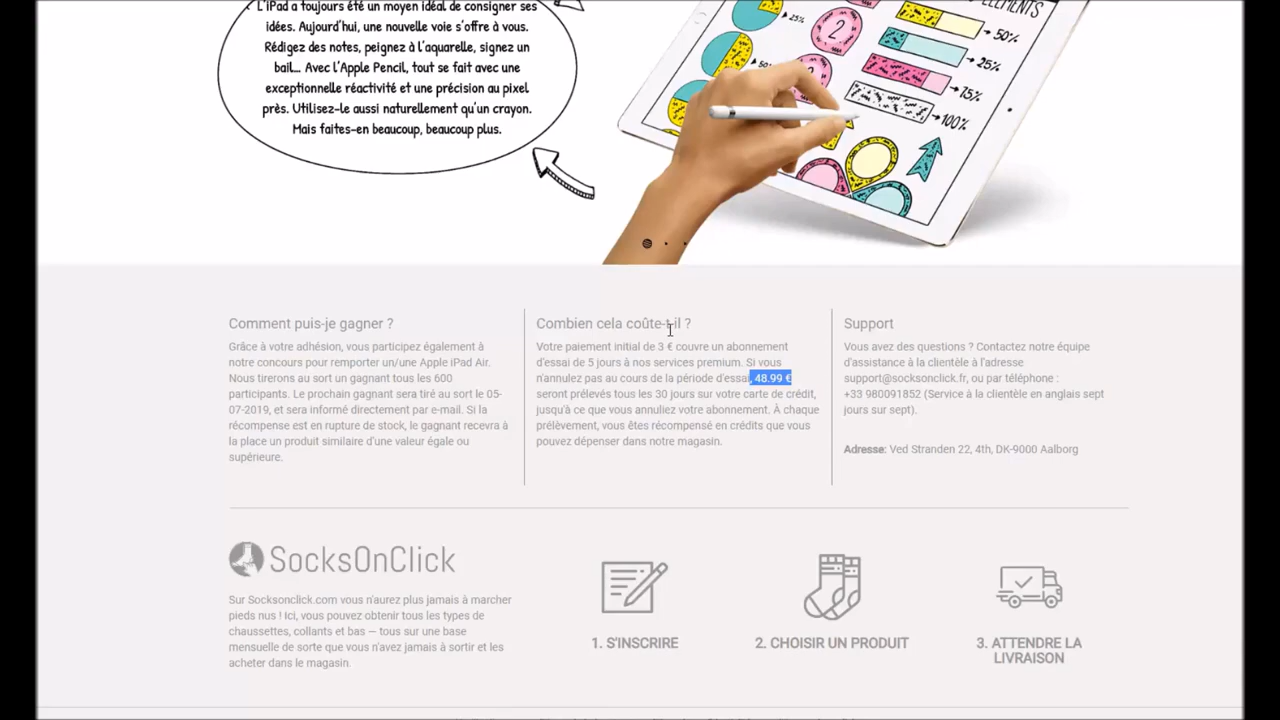 L'iPad a toujours été un moyen idéal de consigner ses
idées. Aujourd'hui, une nouvelle voie s'offre à vous.
Rédigez des notes, peignez à l'aquarelle, signez un
bail... Avec l'Apple Pencil, tout se fait avec une
exceptionnelle réactivité et une précision au pixel
près. Utilisez-le aussi naturellement qu'un crayon.
Mais faites-en beaucoup, beaucoup plus.
ELEMENTS
25%
2
50%
50%
25%
75%
100%
Comment puis-je gagner ?
Grâce à votre adhésion, vous participez également à
notre concours pour remporter un/une Apple iPad Air.
Nous tirerons au sort un gagnant tous les 600
participants. Le prochain gagnant sera tiré au sort le 05-
07-2019, et sera informé directement par e-mail. Si la
récompense est en rupture de stock, le gagnant recevra à
la place un produit similaire d'une valeur égale ou
supérieure.
Combien cela coûte-t-il ?
Votre paiement initial de 3 € couvre un abonnement
d'essai de 5 jours à nos services premium. Si vous
n'annulez pas au cours de la période d'essai, 48.99 €
seront prélevés tous les 30 jours sur votre carte de crédit,
jusqu'à ce que vous annuliez votre abonnement. À chaque
prélèvement, vous êtes récompensé en crédits que vous
pouvez dépenser dans notre magasin.
Support
Vous avez des questions ? Contactez notre équipe
d'assistance à la clientèle à l'adresse
support@socksonclick.fr, ou par téléphone :
+33 980091852 (Service à la clientèle en anglais sept
jours sur sept).
Adresse: Ved Stranden 22, 4th, DK-9000 Aalborg
SocksOnClick
Sur Socksonclick.com vous n'aurez plus jamais à marcher
pieds nus ! Ici, vous pouvez obtenir tous les types de
chaussettes, collants et bas — tous sur une base
mensuelle de sorte que vous n'avez jamais à sortir et les
acheter dans le magasin.
1. S'INSCRIRE
2. CHOISIR UN PRODUIT
3. ATTENDRE LA
LIVRAISON